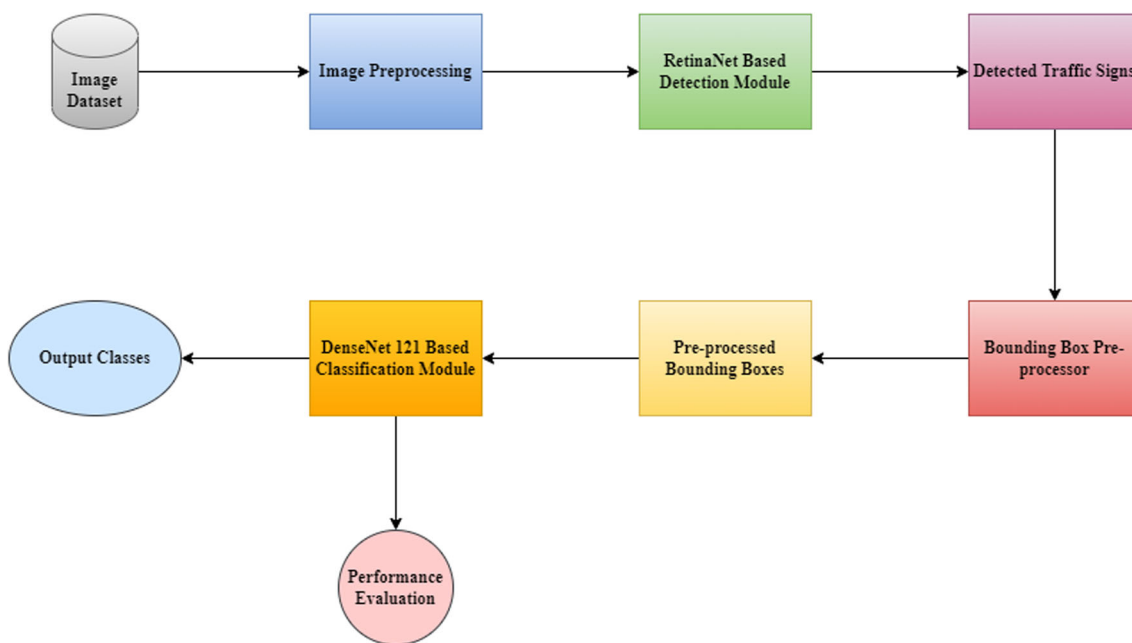 Image
Dataset
Image Preprocessing
RetinaNet Based
Detection Module
Detected Traffic Signs
Bounding Box Pre-
processor
Pre-processed
Bounding Boxes
DenseNet 121 Based
Classification Module
Output Classes
Performance
Evaluation